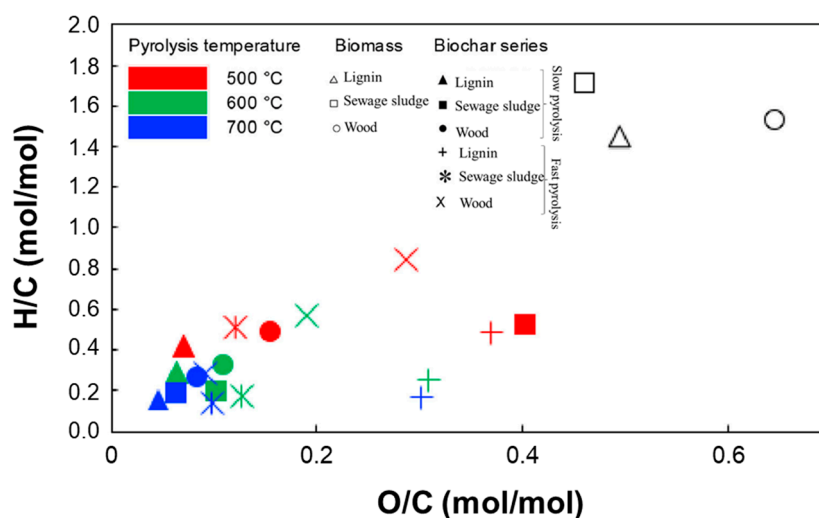 2.0
1.8
1.6
1.4
1.2
1.0
0.8
0.6
0.4
0.2
0.0
H/C (mol/mol)
Pyrolysis temperature
500 °C
600 °C
700 °C
Biomass
Lignin
Sewage sludge
Wood
Biochar series
Lignin
Sewage sludge
Wood
Slow pyrolysis
Lignin
Sewage sludge
Wood
Fast pyrolysis
0 0.2 0.4 0.6
O/C (mol/mol)